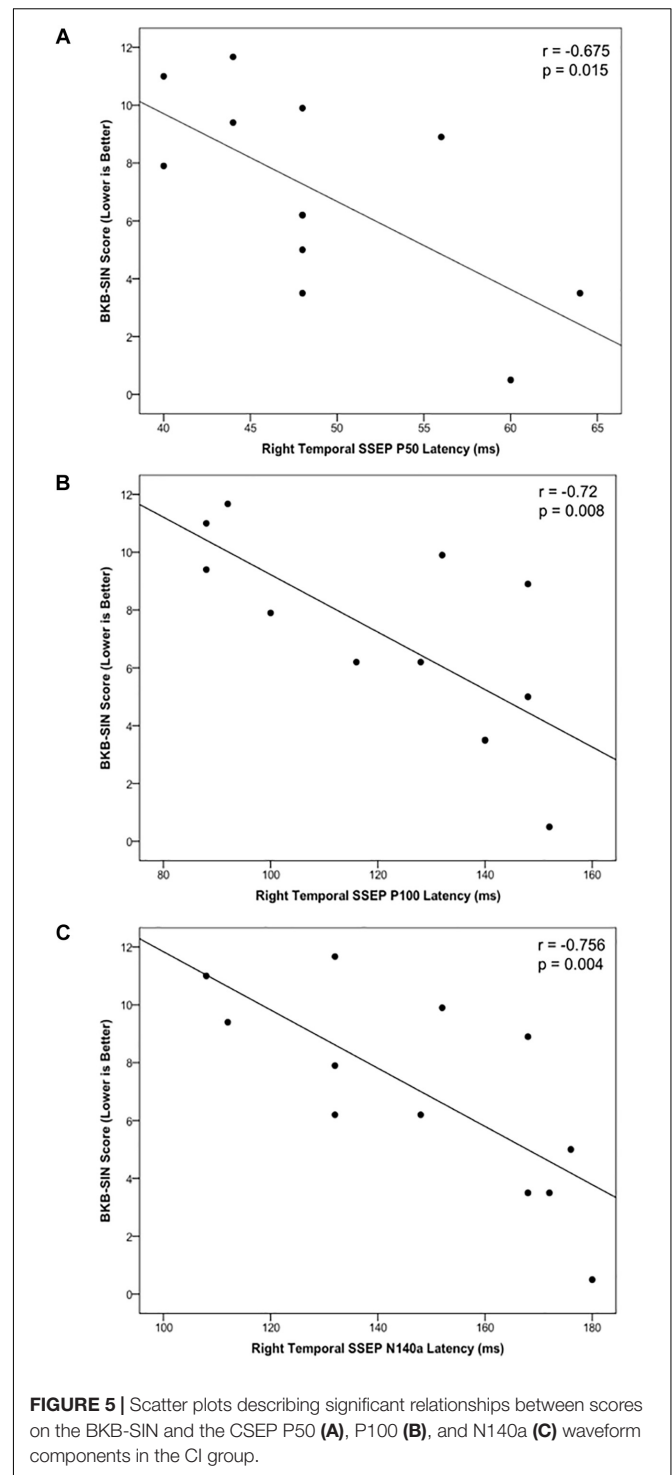 A
r = -0.675
p = 0.015
BKB-SIN Score (Lower is Better)
12
10
8
6
4
2
0
40 45 50 55 60 65
Right Temporal SSEP P50 Latency (ms)
B
r = -0.72
p = 0.008
BKB-SIN Score (Lower is Better)
12
10
8
6
4
2
0
80 100 120 140 160
Right Temporal SSEP P100 Latency (ms)
C
r = -0.756
p = 0.004
BKB-SIN Score (Lower is Better)
12
10
8
6
4
2
0
100 120 140 160 180
Right Temporal SSEP N140a Latency (ms)
FIGURE 5 | Scatter plots describing significant relationships between scores
on the BKB-SIN and the CSEP P50 (A), P100 (B), and N140a (C) waveform
components in the CI group.